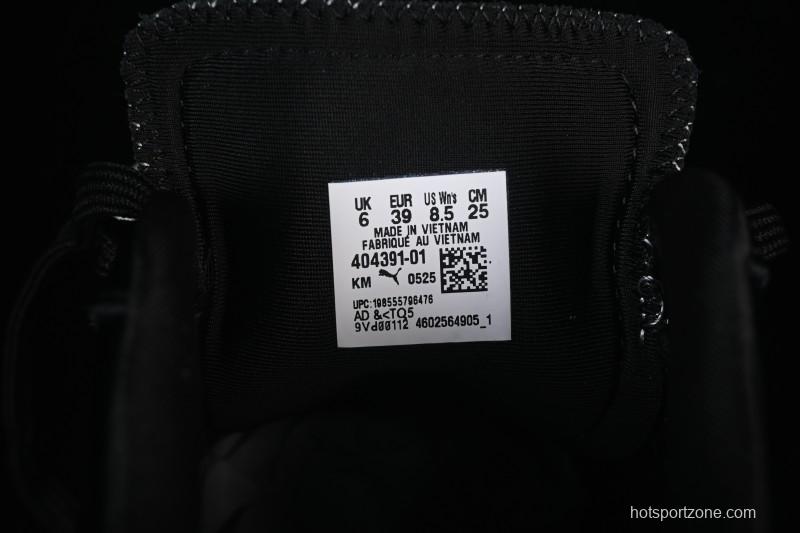 UK EUR US Wn's CM
6 39 8.5 25
MADE IN VIETNAM
FABRIQUÉ AU VIETNAM
404391-01
KM 0525
UPC:198555796476
AD &<TQ5
9Vd00112 4602564905_1
hotsportzone.com